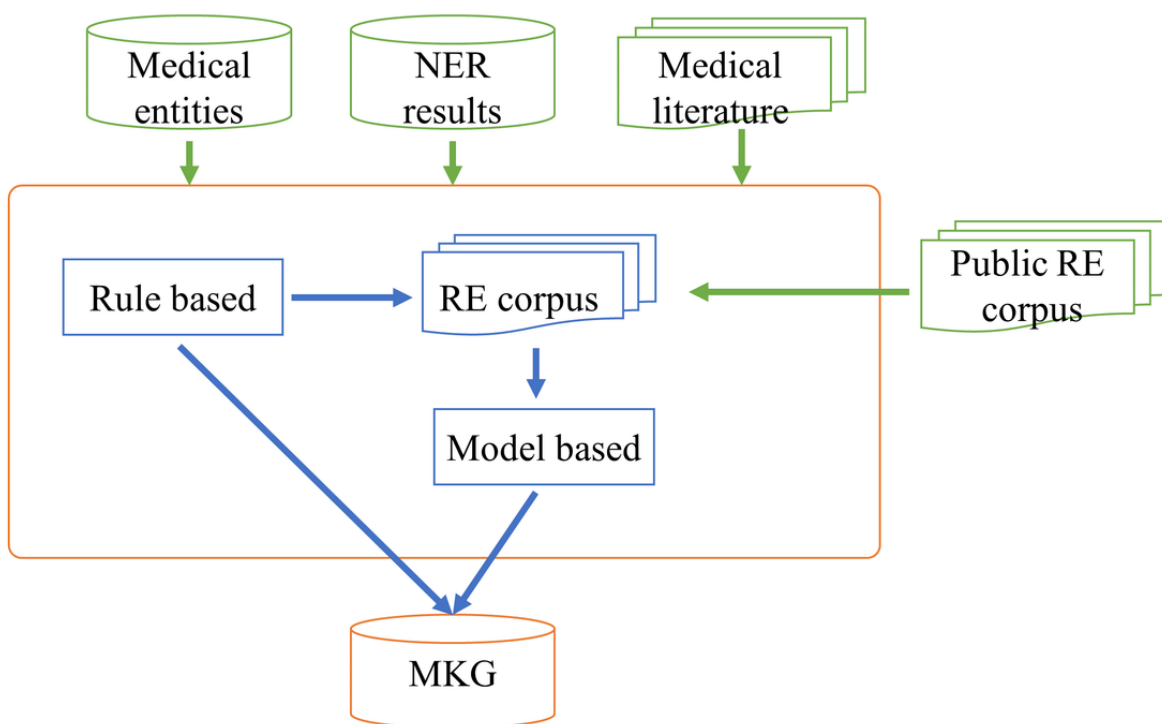 Medical
entities
NER
results
Medical
literature
Rule based
RE corpus
Public RE
corpus
Model based
MKG